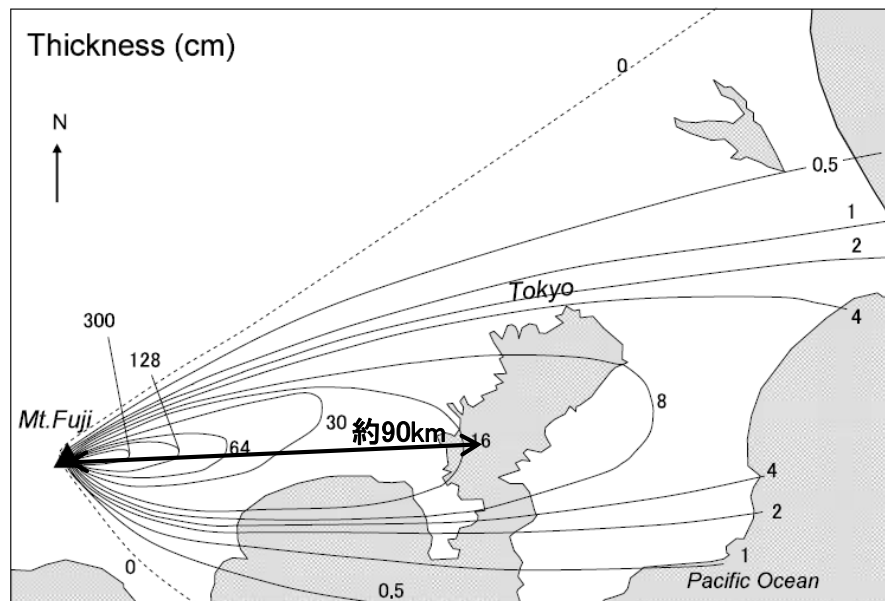 Thickness (cm)
0
N
0.5
1
2
Tokyo
4
300
128
8
Mt.Fuji
30
64
約90km
16
4
2
1
0
0.5
Pacific Ocean